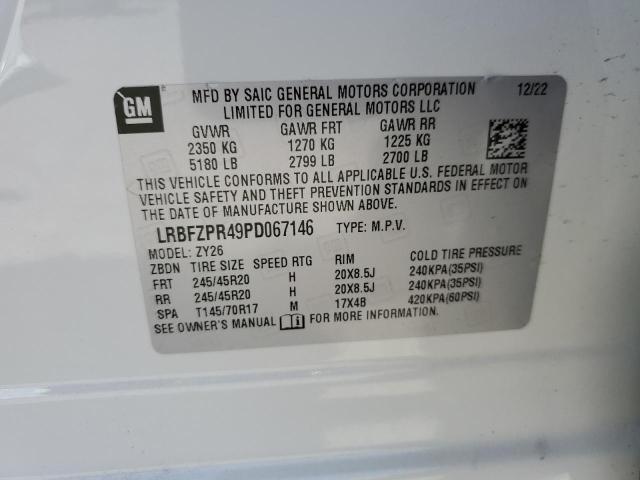 GM
MFD BY SAIC GENERAL MOTORS CORPORATION 12/22
LIMITED FOR GENERAL MOTORS LLC
GVWR GAWR FRT GAWR RR
2350 KG 1270 KG 1225 KG
5180 LB 2799 LB 2700 LB
THIS VEHICLE CONFORMS TO ALL APPLICABLE U.S. FEDERAL MOTOR
VEHICLE SAFETY AND THEFT PREVENTION STANDARDS IN EFFECT ON
THE DATE OF MANUFACTURE SHOWN ABOVE.
LRBFZPR49PD067146 TYPE: M.P.V.
MODEL: ZY26
ZBDN TIRE SIZE SPEED RTG RIM COLD TIRE PRESSURE
FRT 245/45R20 H 20X8.5J 240KPA(35PSI)
RR 245/45R20 H 20X8.5J 240KPA(35PSI)
SPA T145/70R17 M 17X4B 420KPA(60PSI)
SEE OWNER'S MANUAL FOR MORE INFORMATION.